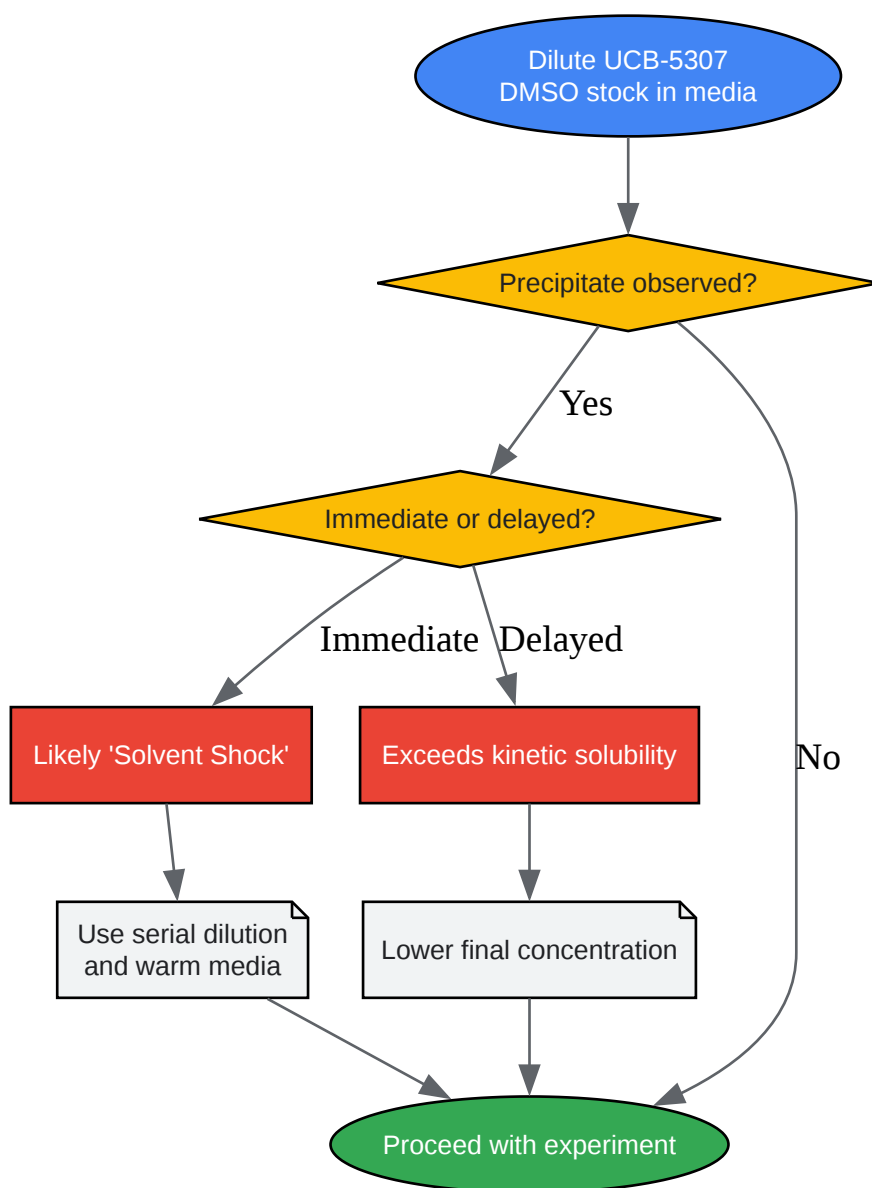 Dilute UCB-5307
DMSO stock in media
Precipitate observed?
Yes
Immediate or delayed?
Immediate
Delayed
Likely 'Solvent Shock'
Exceeds kinetic solubility
No
Use serial dilution
and warm media
Lower final concentration
Proceed with experiment